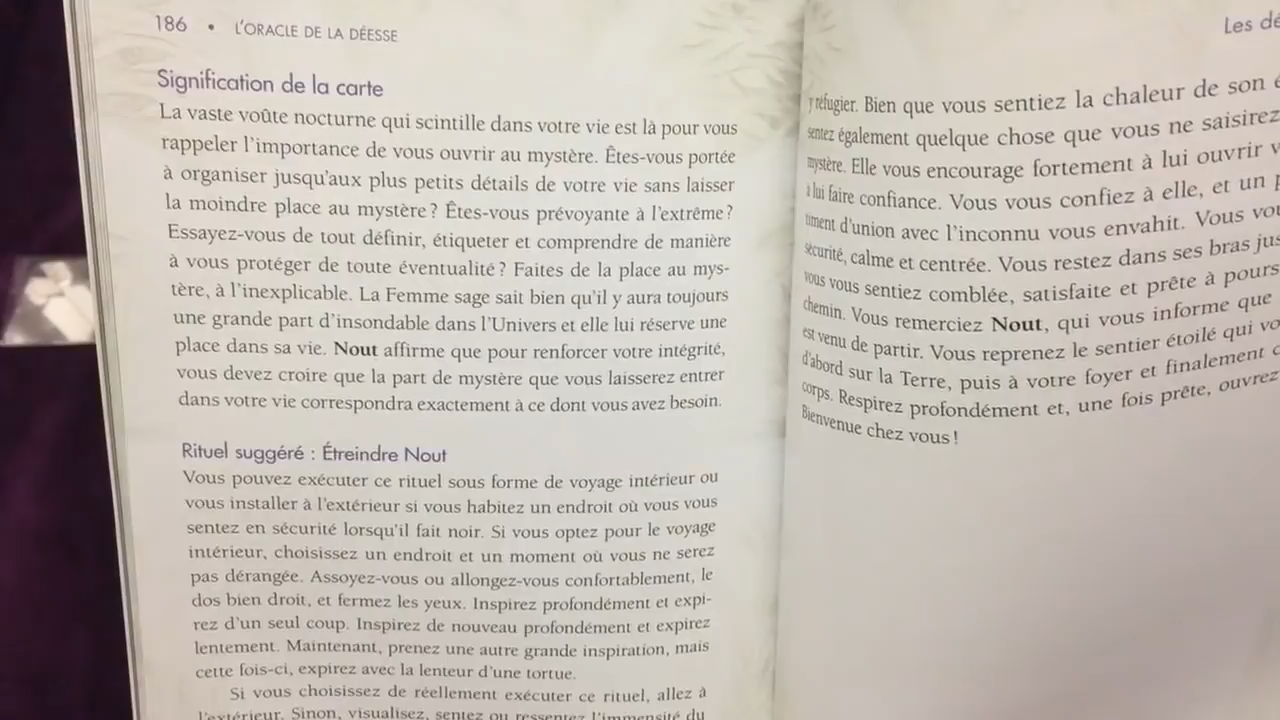 186 • L'ORACLE DE LA DÉESSE
Signification de la carte
La vaste voûte nocturne qui scintille dans votre vie est là pour vous
rappeler l'importance de vous ouvrir au mystère. Êtes-vous portée
à organiser jusqu'aux plus petits détails de votre vie sans laisser
la moindre place au mystère ? Êtes-vous prévoyante à l'extrême ?
Essayez-vous de tout définir, étiqueter et comprendre de manière
à vous protéger de toute éventualité ? Faites de la place au mys-
tère, à l'inexplicable. La Femme sage sait bien qu'il y aura toujours
une grande part d'insondable dans l'Univers et elle lui réserve une
place dans sa vie. Nout affirme que pour renforcer votre intégrité,
vous devez croire que la part de mystère que vous laisserez entrer
dans votre vie correspondra exactement à ce dont vous avez besoin.
Rituel suggéré : Étreindre Nout
Vous pouvez exécuter ce rituel sous forme de voyage intérieur ou
vous installer à l'extérieur si vous habitez un endroit où vous vous
sentez en sécurité lorsqu'il fait noir. Si vous optez pour le voyage
intérieur, choisissez un endroit et un moment où vous ne serez
pas dérangée. Assoyez-vous ou allongez-vous confortablement, le
dos bien droit, et fermez les yeux. Inspirez profondément et expi-
rez d'un seul coup. Inspirez de nouveau profondément et expirez
lentement. Maintenant, prenez une autre grande inspiration, mais
cette fois-ci, expirez avec la lenteur d'une tortue.
Si vous choisissez de réellement exécuter ce rituel, allez à
l'extérieur. Sinon, visualisez, sentez ou ressentez l'immensité du
Les dé
y réfugier. Bien que vous sentiez la chaleur de son
sentez également quelque chose que vous ne saisirez
mystère. Elle vous encourage fortement à lui ouvrir
à lui faire confiance. Vous vous confiez à elle, et un
timent d'union avec l'inconnu vous envahit. Vous vou
sécurité, calme et centrée. Vous restez dans ses bras jus
vous vous sentiez comblée, satisfaite et prête à pours
chemin. Vous remerciez Nout, qui vous informe que
est venu de partir. Vous reprenez le sentier étoilé qui vo
d'abord sur la Terre, puis à votre foyer et finalement
corps. Respirez profondément et, une fois prête, ouvrez
Bienvenue chez vous !